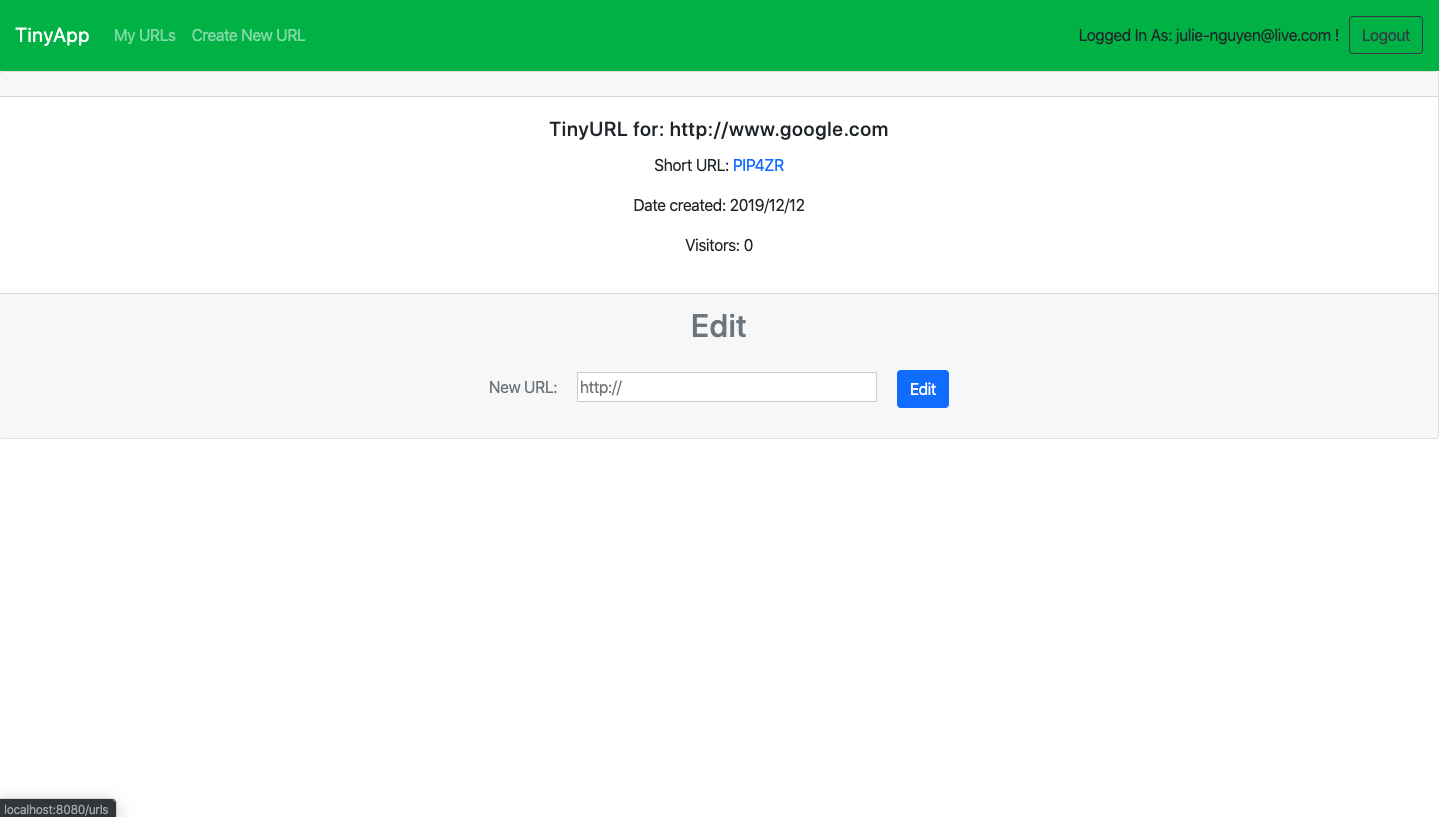 TinyApp My URLs Create New URL Logged In As: julie-nguyen@live.com ! Logout
TinyURL for: http://www.google.com
Short URL: PIP4ZR
Date created: 2019/12/12
Visitors: 0
Edit
New URL: http:// Edit
localhost:8080/urls